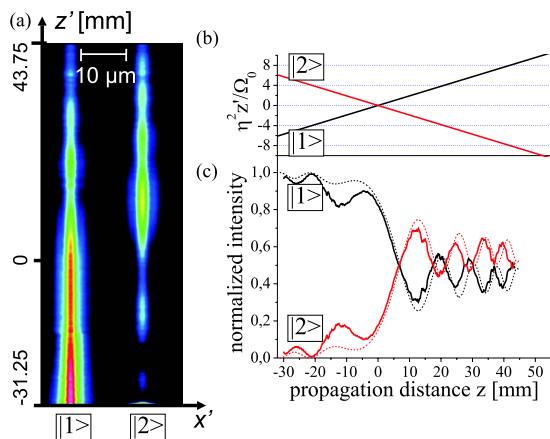 (a)
z' [mm]
43.75
10 µm
0
-31.25
|1>
|2>
x'
(b)
|2>
|1>
η²z'/Ω₀
8
4
0
-4
-8
(c)
|1>
|2>
normalized intensity
1,0
0,8
0,6
0,4
0,2
0,0
-30 -20 -10 0 10 20 30 40 50
propagation distance z [mm]